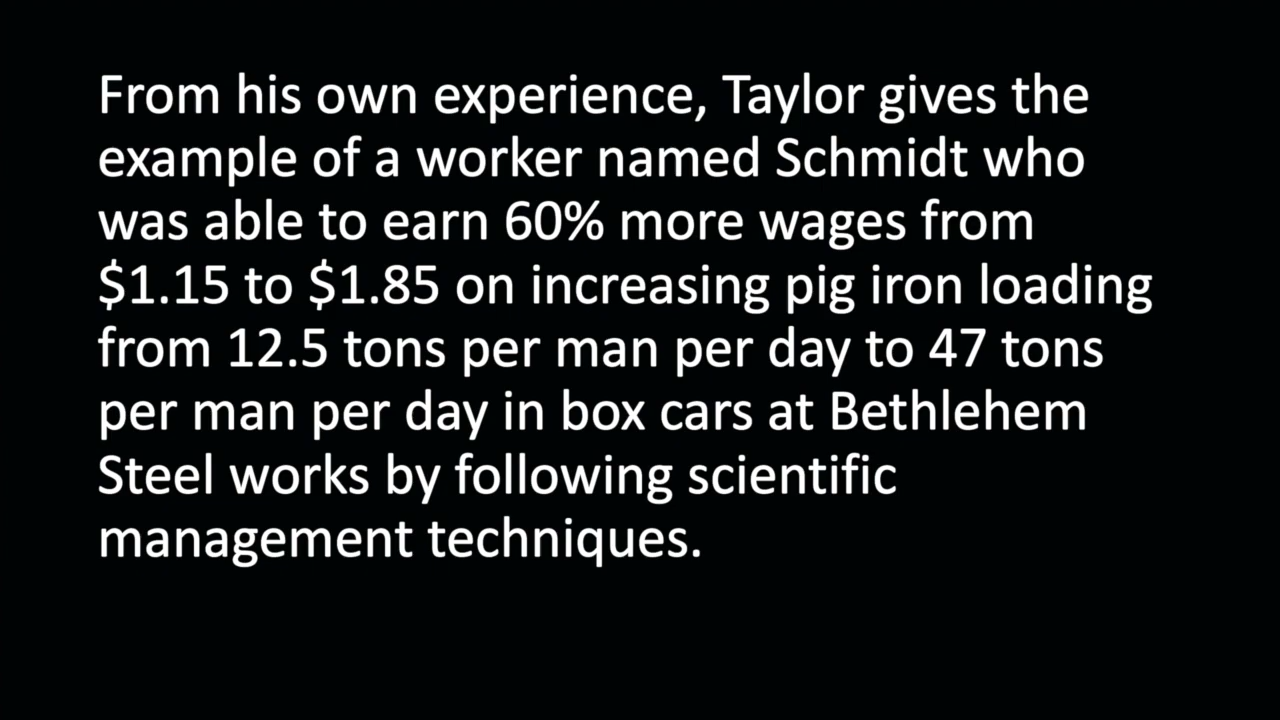 From his own experience, Taylor gives the
example of a worker named Schmidt who
was able to earn 60% more wages from
$1.15 to $1.85 on increasing pig iron loading
from 12.5 tons per man per day to 47 tons
per man per day in box cars at Bethlehem
Steel works by following scientific
management techniques.